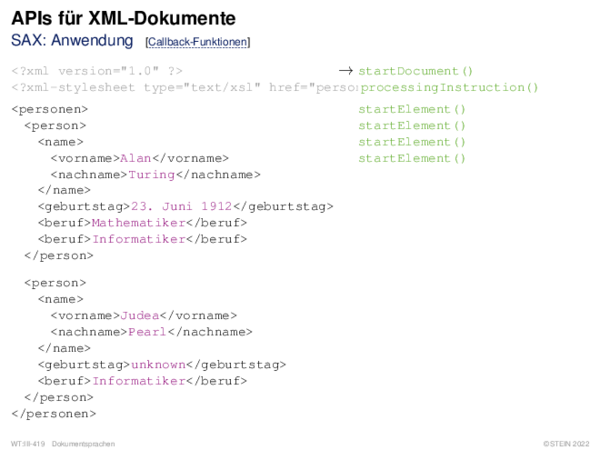 APIs für XML-Dokumente
SAX: Anwendung [Callback-Funktionen]
<?xml version="1.0" ?> → startDocument()
<?xml-stylesheet type="text/xsl" href="perso processingInstruction()
<personen> startElement()
<person> startElement()
<name> startElement()
<vorname>Alan</vorname> startElement()
<nachname>Turing</nachname>
</name>
<geburtstag>23. Juni 1912</geburtstag>
<beruf>Mathematiker</beruf>
<beruf>Informatiker</beruf>
</person>
<person>
<name>
<vorname>Judea</vorname>
<nachname>Pearl</nachname>
</name>
<geburtstag>unknown</geburtstag>
<beruf>Informatiker</beruf>
</person>
</personen>
WT:III-419 Dokumentsprachen ©STEIN 2022